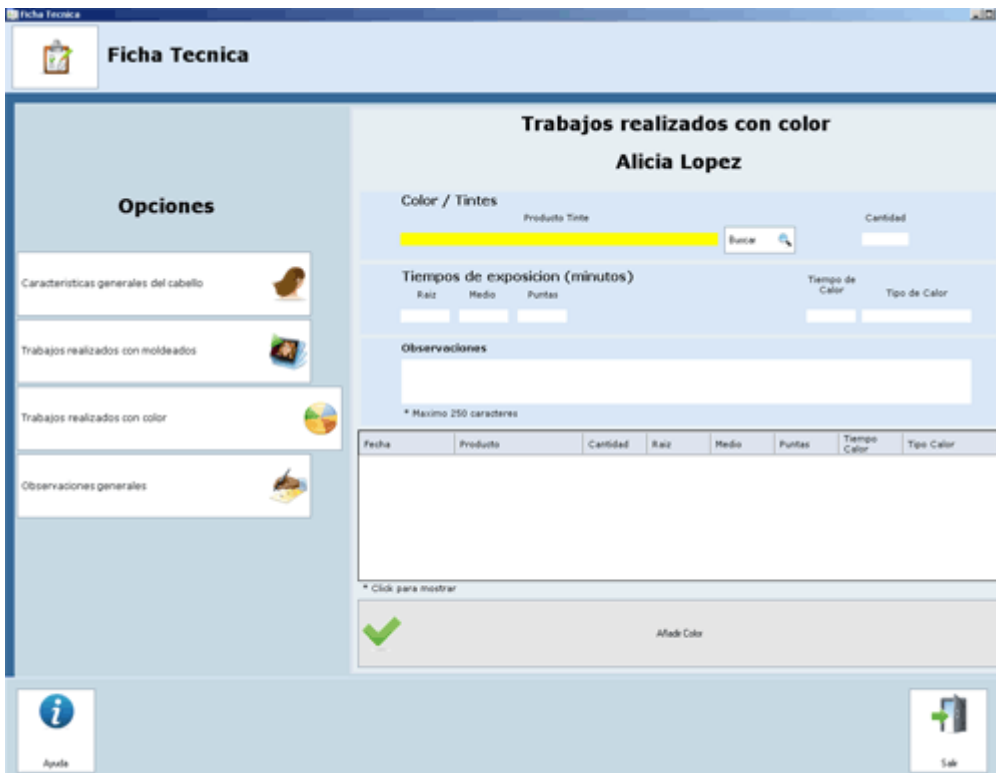 Ficha Tecnica
Ficha Tecnica
Opciones
Caracteristicas generales del cabello
Trabajos realizados con moldeados
Trabajos realizados con color
Observaciones generales
Trabajos realizados con color
Alicia Lopez
Color / Tintes
Producto Tinte
Cantidad
Buscar
Tiempos de exposicion (minutos)
Raiz Medio Puntas
Tiempo de
Calor
Tipo de Calor
Observaciones
* Maximo 250 caracteres
Fecha Producto Cantidad Raiz Medio Puntas Tiempo Calor Tipo Calor
* Click para mostrar
Añadir Color
Ayuda
Salir